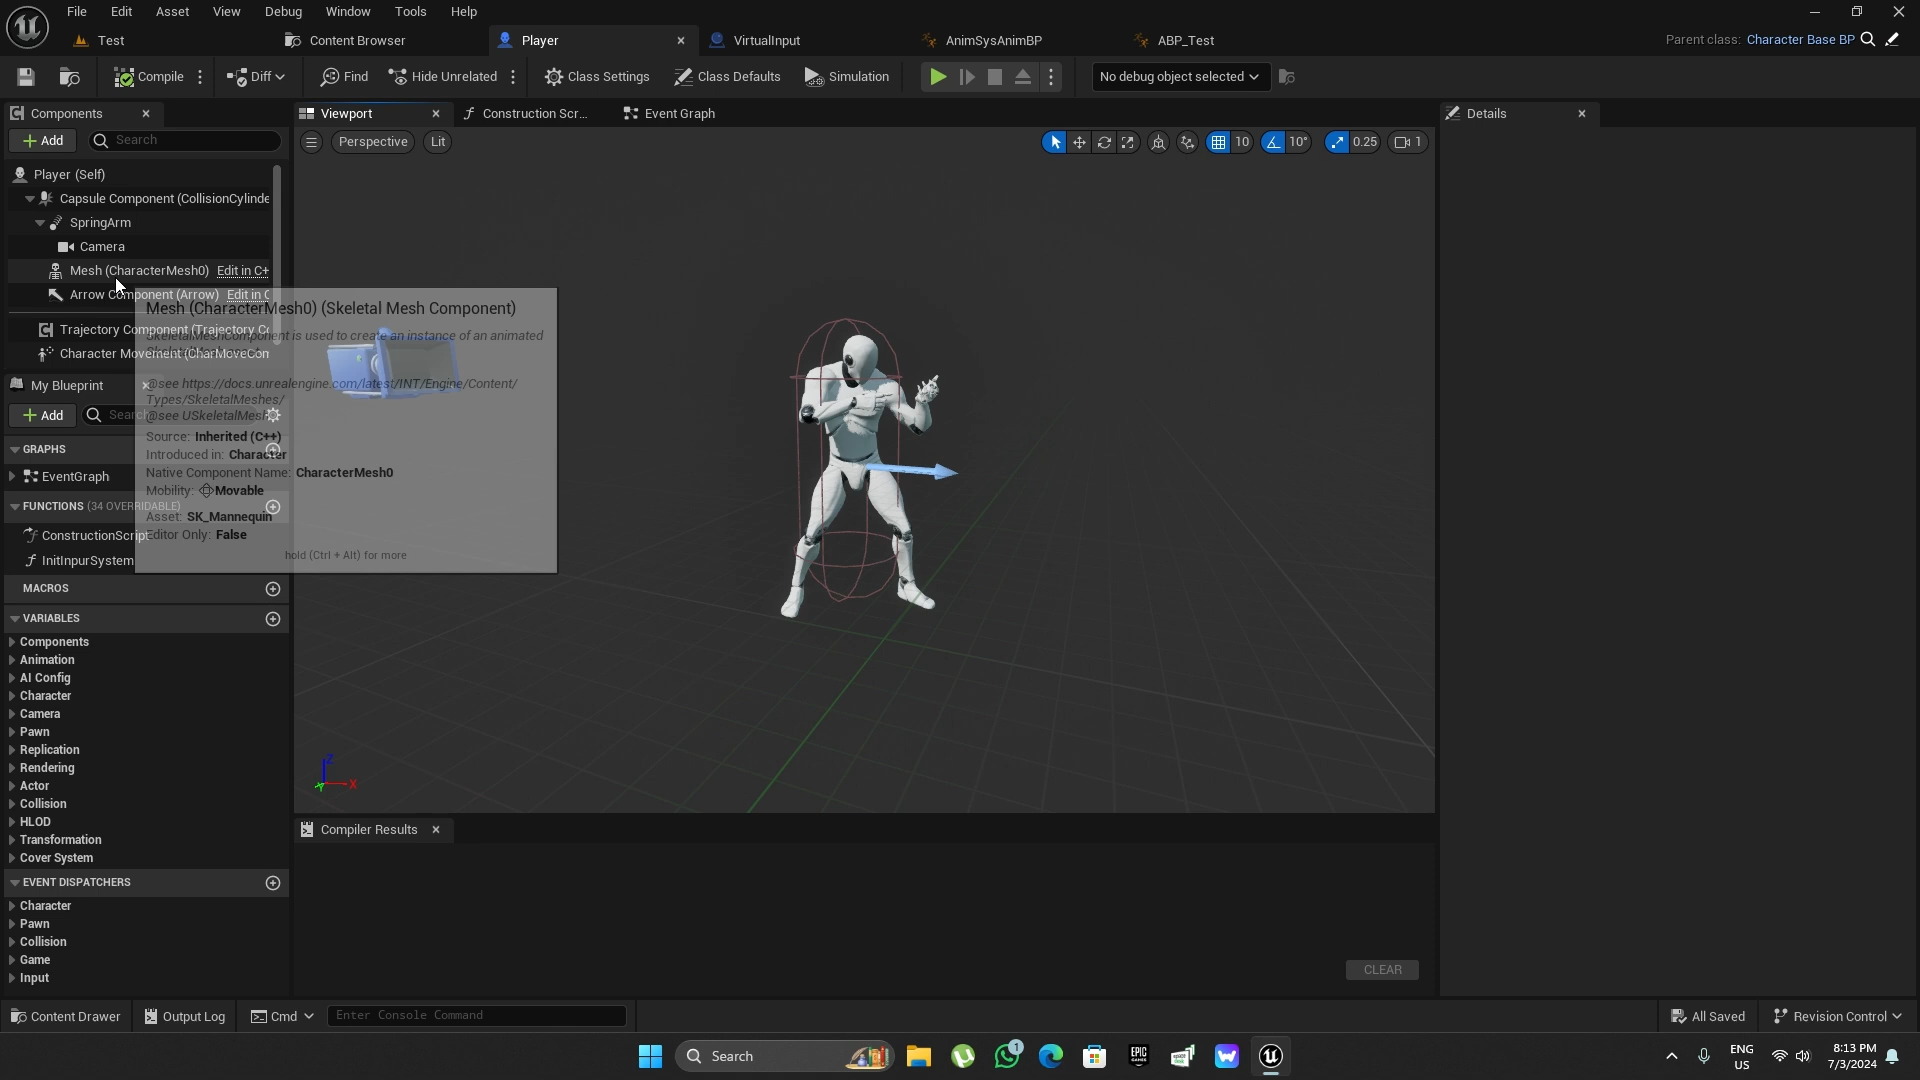 File Edit Asset View Debug Window Tools Help
Test Content Browser Player VirtualInput AnimSysAnimBP ABP_Test Parent class: Character Base BP
Compile Diff Find Hide Unrelated Class Settings Class Defaults Simulation No debug object selected
Components Viewport Construction Scr... Event Graph Details
Add Search Perspective Lit 10 10° 0.25 1
Player (Self)
Capsule Component (CollisionCylinde
SpringArm
Camera
Mesh (CharacterMesh0) Edit in C+
Arrow Component (Arrow) Edit in C
Trajectory Component (Trajectory Co
Character Movement (CharMoveCom
Mesh (CharacterMesh0) (Skeletal Mesh Component)
SkeletalMeshComponent is used to create an instance of an animated
@see https://docs.unrealengine.com/latest/INT/Engine/Content/
Types/SkeletalMeshes/
@see USkeletalMesh
Source: Inherited (C++)
Introduced in: Character
Native Component Name: CharacterMesh0
Mobility: Movable
Asset: SK_Mannequin
Editor Only: False
hold (Ctrl + Alt) for more
My Blueprint
Add Search
GRAPHS
EventGraph
FUNCTIONS (34 OVERRIDABLE)
ConstructionScript
InitInpurSystem
MACROS
VARIABLES
Components
Animation
AI Config
Character
Camera
Pawn
Replication
Rendering
Actor
Collision
HLOD
Transformation
Cover System
EVENT DISPATCHERS
Character
Pawn
Collision
Game
Input
Z
X
Y
Compiler Results
CLEAR
Content Drawer Output Log Cmd Enter Console Command All Saved Revision Control
Search 1 EPIC GAMES ENG US 8:13 PM 7/3/2024